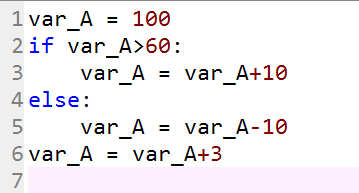 1 var_A = 100
2 if var_A>60:
3     var_A = var_A+10
4 else:
5     var_A = var_A-10
6 var_A = var_A+3
7